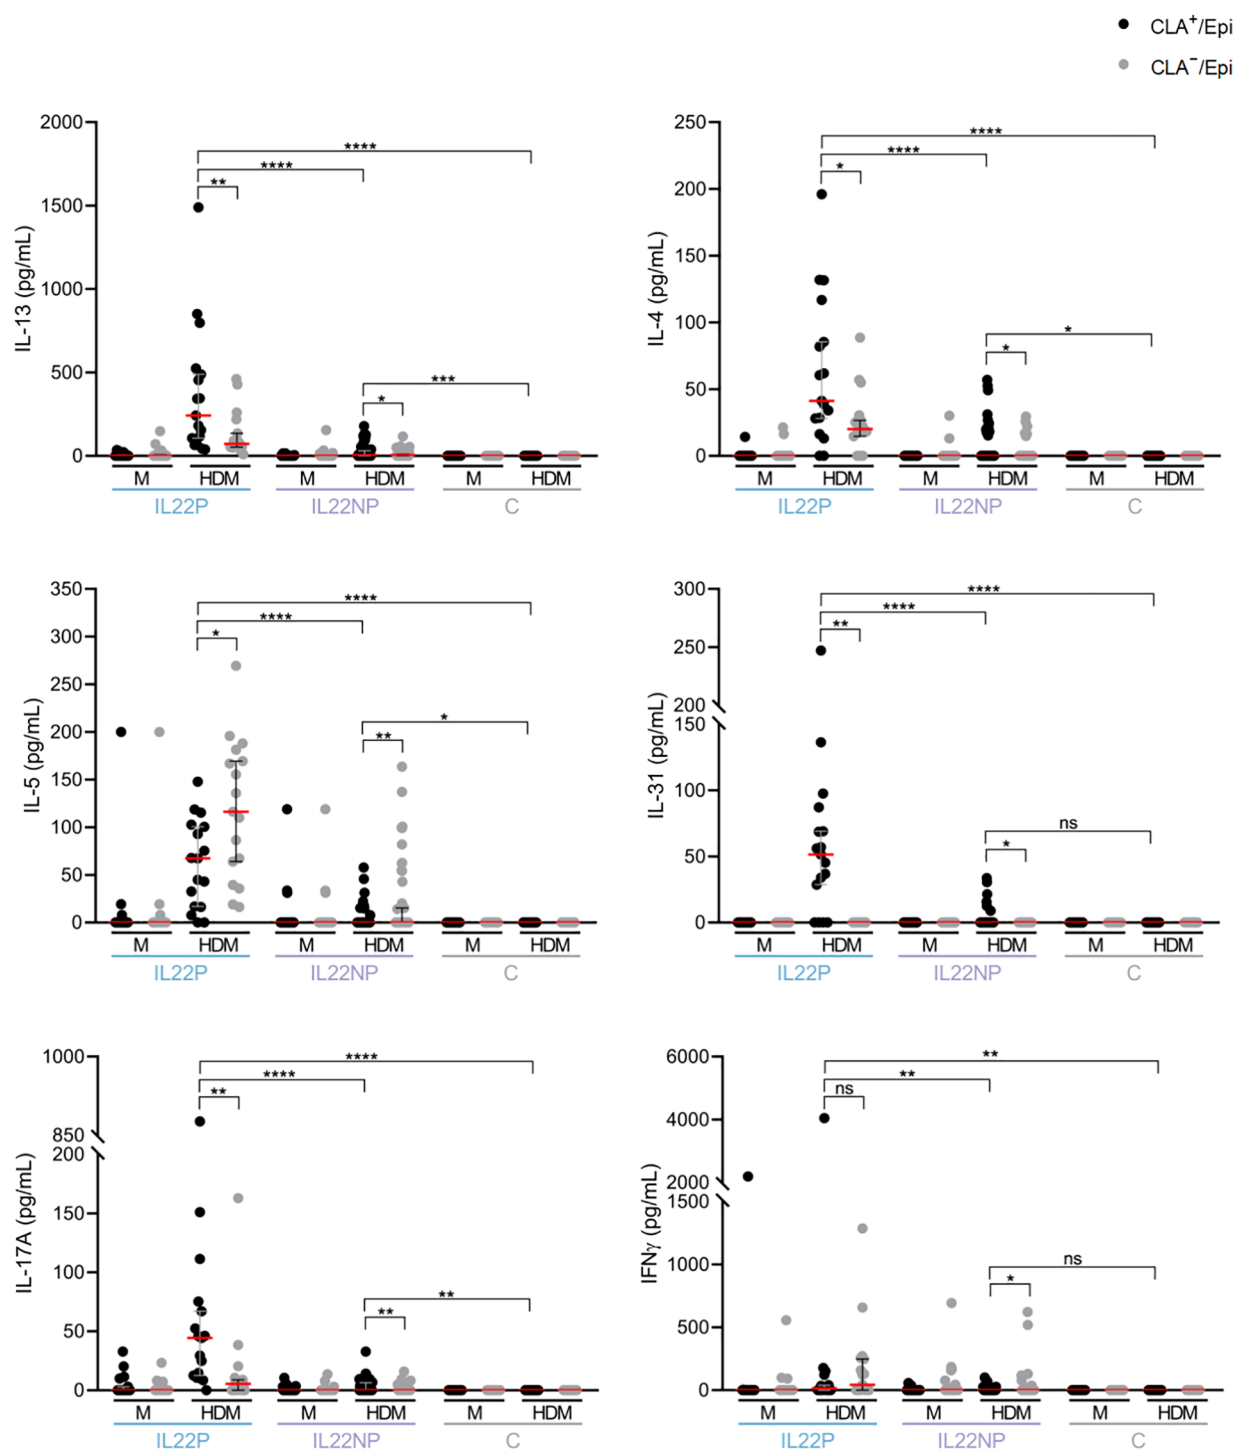 CLA⁺/Epi
CLA⁻/Epi
2000
1500
1000
500
0
IL-13 (pg/mL)
****
****
**
***
*
M HDM M HDM M HDM
IL22P IL22NP C
250
200
150
100
50
0
IL-4 (pg/mL)
****
****
*
*
*
M HDM M HDM M HDM
IL22P IL22NP C
350
300
250
200
150
100
50
0
IL-5 (pg/mL)
****
****
*
*
**
M HDM M HDM M HDM
IL22P IL22NP C
300
250
200
150
100
50
0
IL-31 (pg/mL)
****
****
**
ns
*
M HDM M HDM M HDM
IL22P IL22NP C
1000
850
200
150
100
50
0
IL-17A (pg/mL)
****
****
**
**
**
M HDM M HDM M HDM
IL22P IL22NP C
6000
4000
2000
1500
1000
500
0
IFNγ (pg/mL)
**
**
ns
ns
*
M HDM M HDM M HDM
IL22P IL22NP C